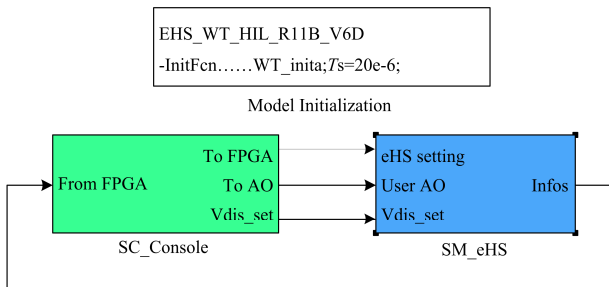 EHS_WT_HIL_R11B_V6D
-InitFcn……WT_inita;Ts=20e-6;
Model Initialization
To FPGA
From FPGA
To AO
Vdis_set
SC_Console
eHS setting
User AO
Infos
Vdis_set
SM_eHS